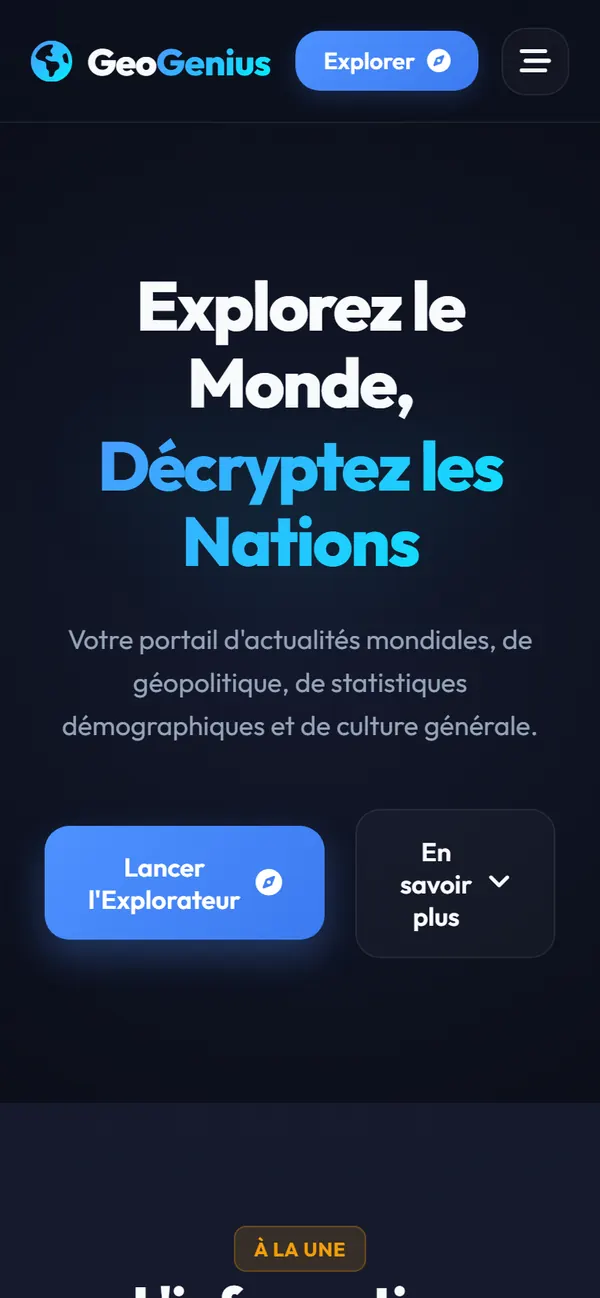 GeoGenius
Explorer
Explorez le
Monde,
Décryptez les
Nations
Votre portail d'actualités mondiales, de
géopolitique, de statistiques
démographiques et de culture générale.
Lancer
l'Explorateur
En
savoir
plus
À LA UNE